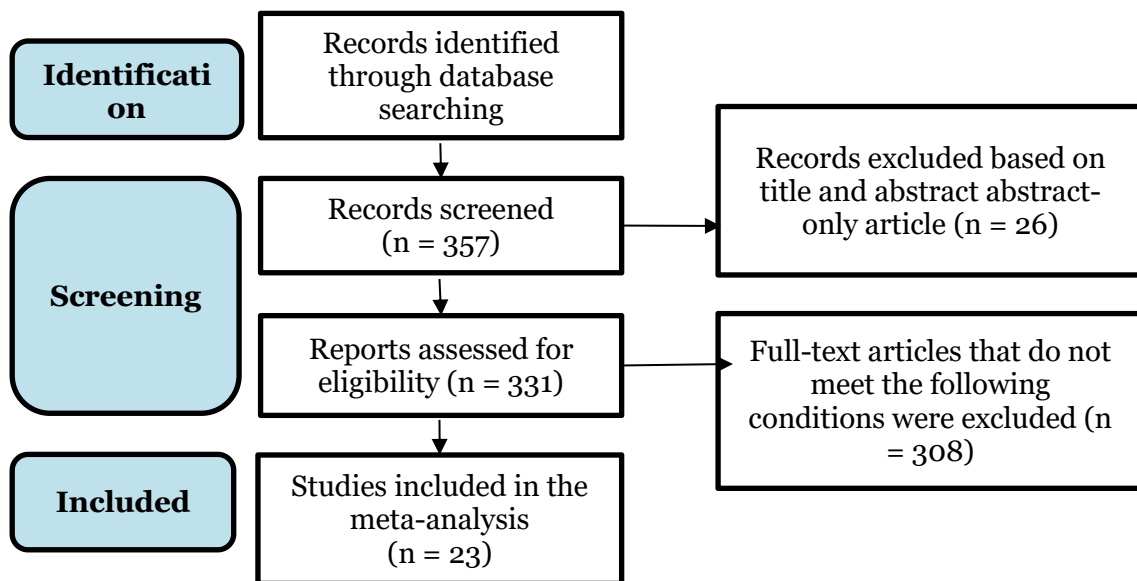 Identificati
on
Records identified
through database
searching
Records excluded based on
title and abstract abstract-
only article (n = 26)
Screening
Records screened
(n = 357)
Reports assessed for
eligibility (n = 331)
Full-text articles that do not
meet the following
conditions were excluded (n
= 308)
Included
Studies included in the
meta-analysis
(n = 23)